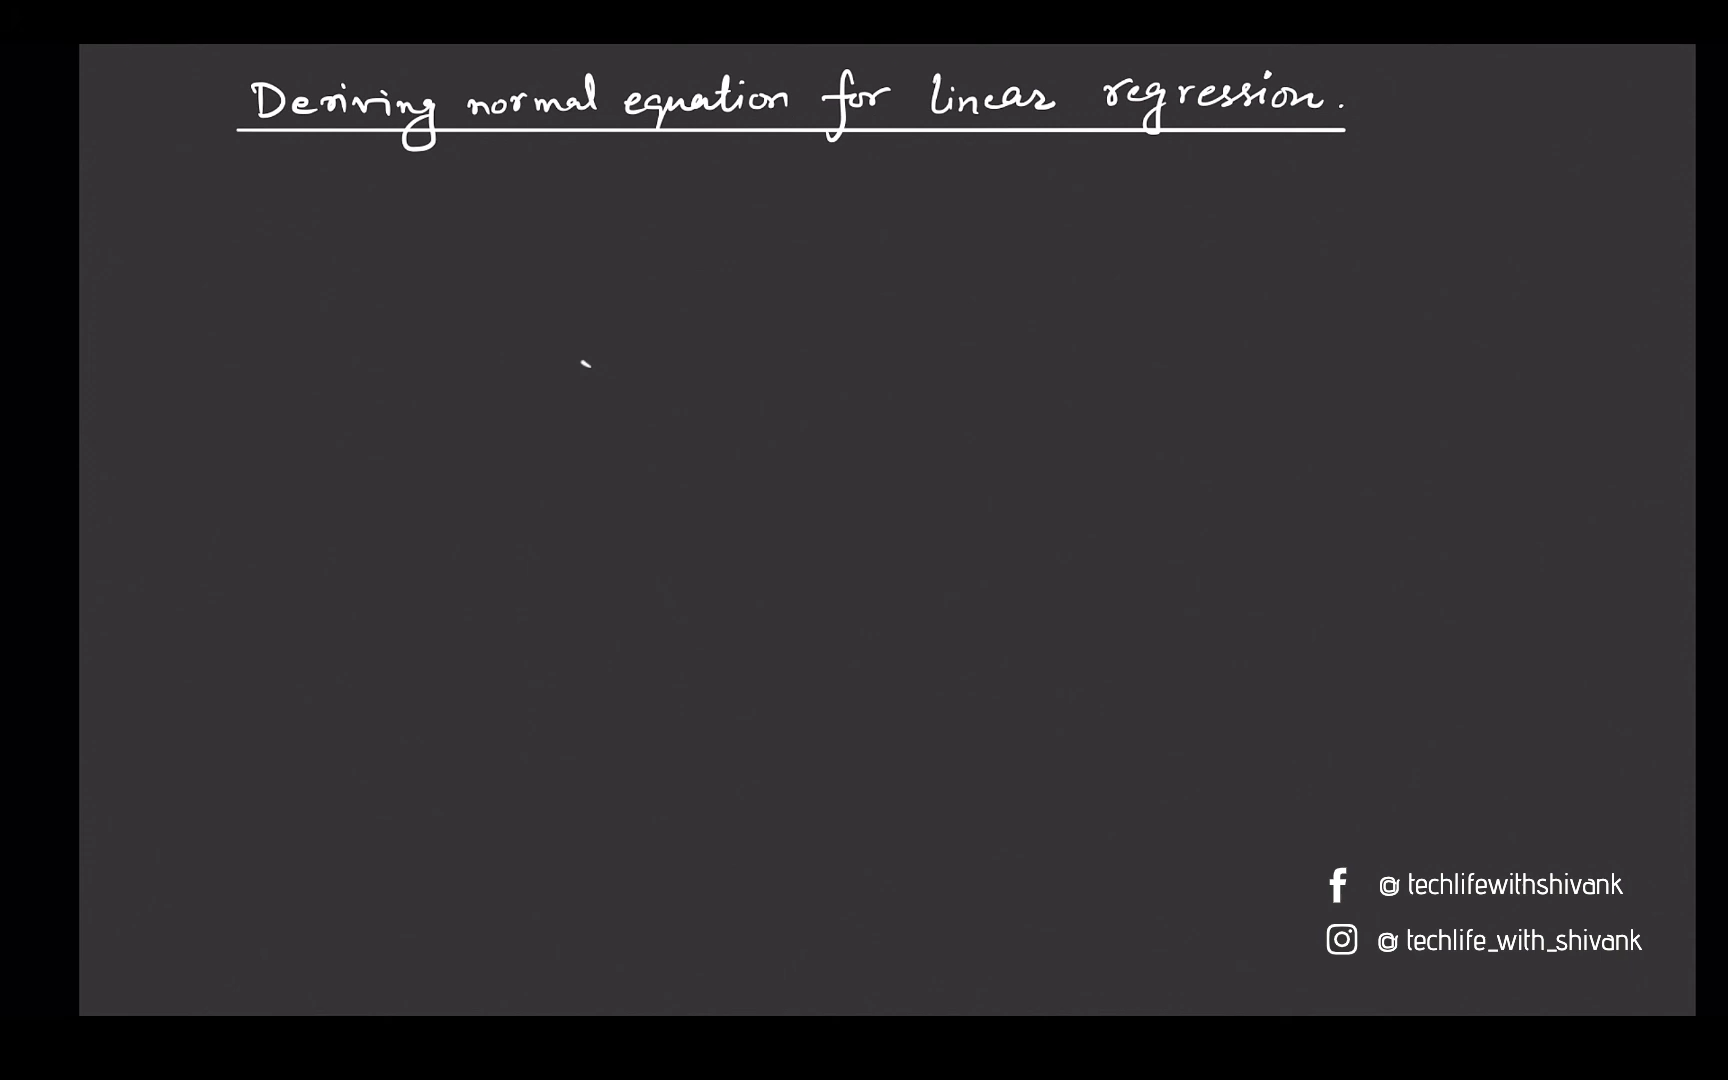 Deriving normal equation for linear regression.
@ techlifewithshivank
@ techlife_with_shivank